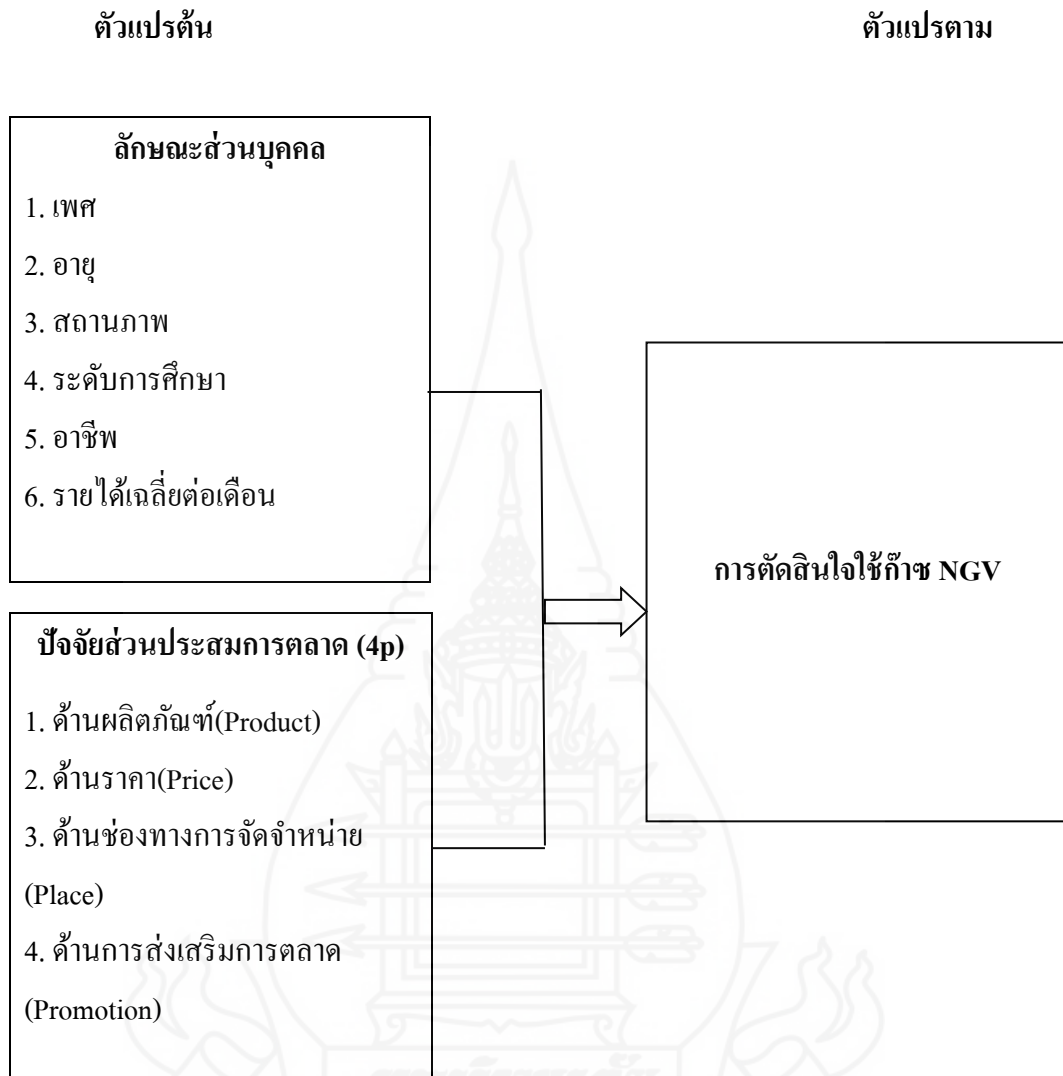 ตัวแปรต้น
ตัวแปรตาม
ลักษณะส่วนบุคคล
1. เพศ
2. อายุ
3. สถานภาพ
4. ระดับการศึกษา
5. อาชีพ
6. รายได้เฉลี่ยต่อเดือน
ปัจจัยส่วนประสมการตลาด (4p)
1. ด้านผลิตภัณฑ์(Product)
2. ด้านราคา(Price)
3. ด้านช่องทางการจัดจำหน่าย
(Place)
4. ด้านการส่งเสริมการตลาด
(Promotion)
การตัดสินใจใช้ก๊าซ NGV